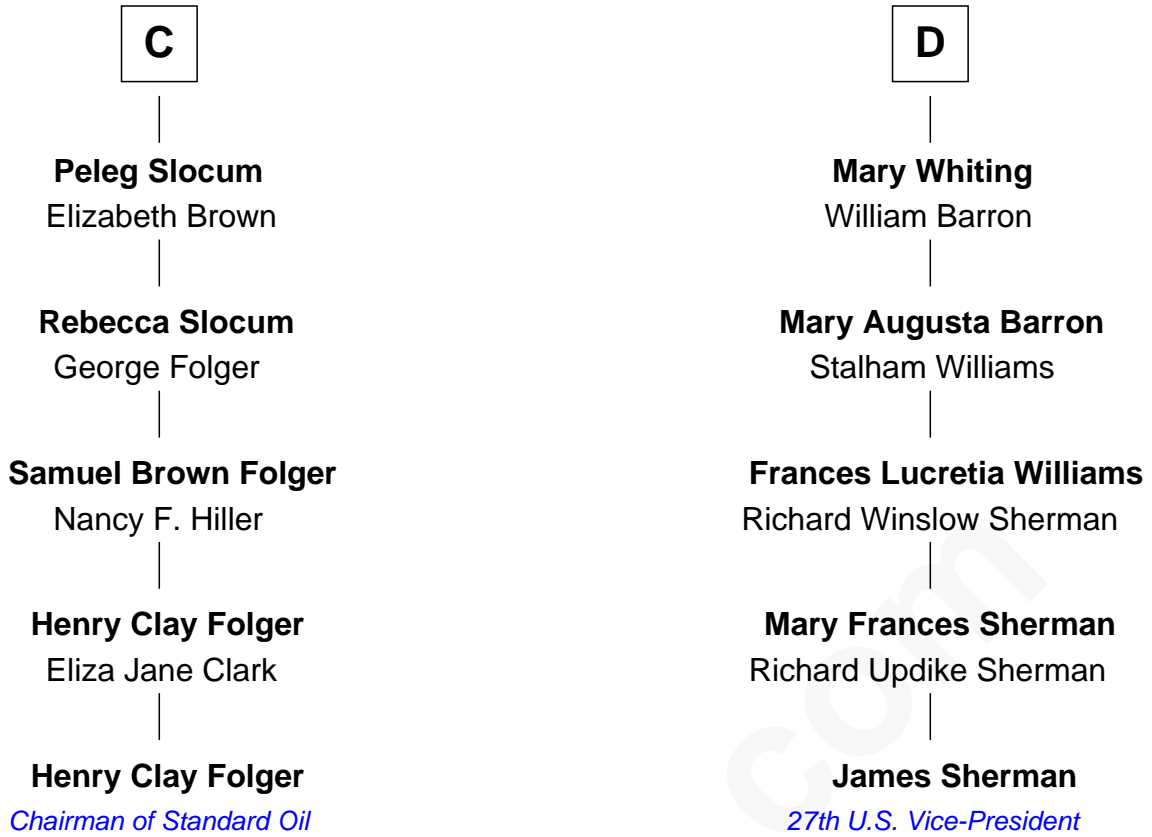 C
D
Peleg Slocum
Elizabeth Brown
Mary Whiting
William Barron
Rebecca Slocum
George Folger
Mary Augusta Barron
Stalham Williams
Samuel Brown Folger
Nancy F. Hiller
Frances Lucretia Williams
Richard Winslow Sherman
Henry Clay Folger
Eliza Jane Clark
Mary Frances Sherman
Richard Updike Sherman
Henry Clay Folger
Chairman of Standard Oil
James Sherman
27th U.S. Vice-President
com